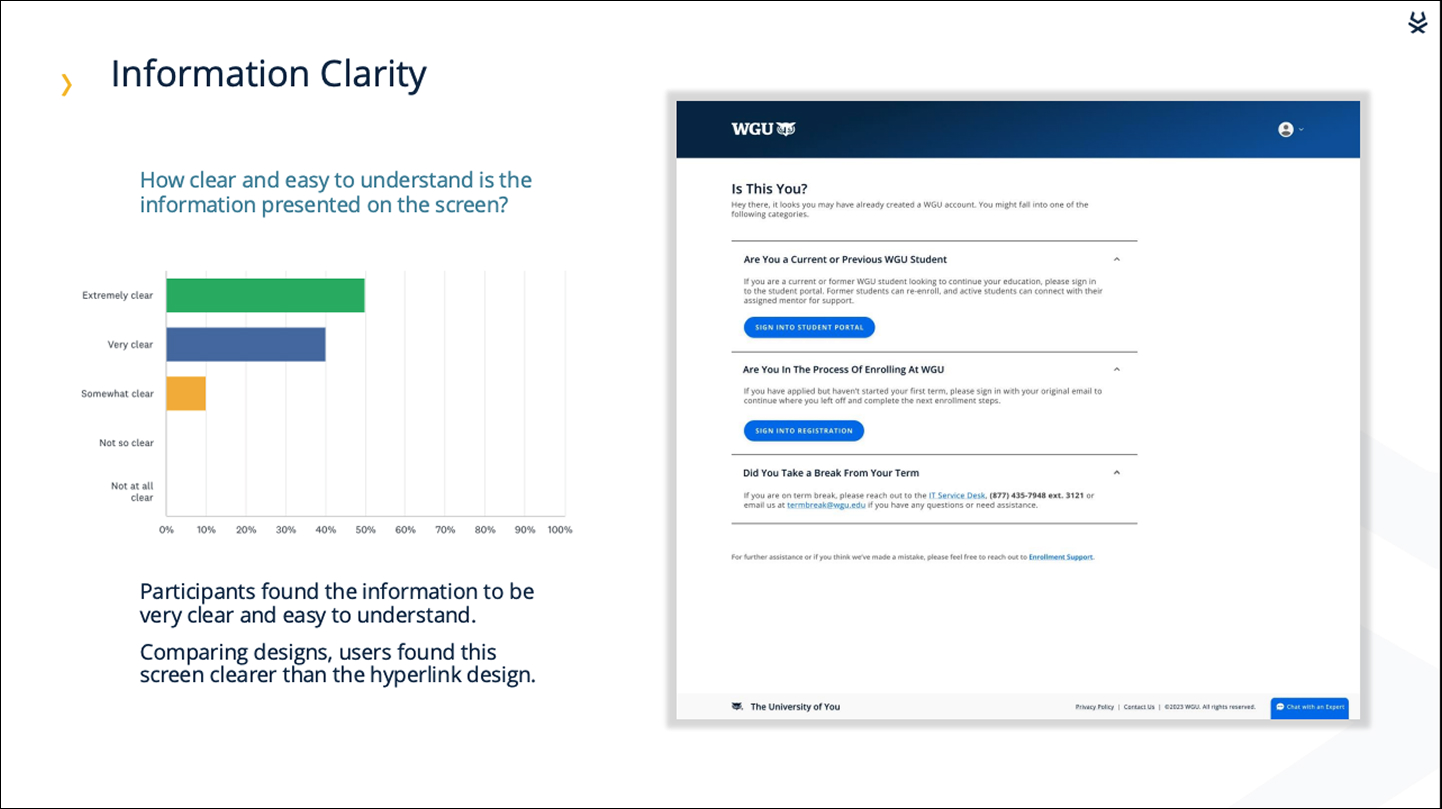 Information Clarity
How clear and easy to understand is the
information presented on the screen?
Extremely clear
Very clear
Somewhat clear
Not so clear
Not at all
clear
0% 10% 20% 30% 40% 50% 60% 70% 80% 90% 100%
Participants found the information to be
very clear and easy to understand.
Comparing designs, users found this
screen clearer than the hyperlink design.
WGU
Is This You?
Hey there, it looks you may have already created a WGU account. You might fall into one of the
following categories.
Are You a Current or Previous WGU Student
If you are a current or former WGU student looking to continue your education, please sign in
to the student portal. Former students can re-enroll, and active students can connect with their
assigned mentor for support.
SIGN INTO STUDENT PORTAL
Are You In The Process Of Enrolling At WGU
If you have applied but haven't started your first term, please sign in with your original email to
continue where you left off and complete the next enrollment steps.
SIGN INTO REGISTRATION
Did You Take a Break From Your Term
If you are on term break, please reach out to the IT Service Desk, (877) 435-7948 ext. 3121 or
email us at termbreak@wgu.edu if you have any questions or need assistance.
For further assistance or if you think we've made a mistake, please feel free to reach out to Enrollment Support.
The University of You
Privacy Policy | Contact Us | ©2023 WGU. All rights reserved.
Chat with an Expert